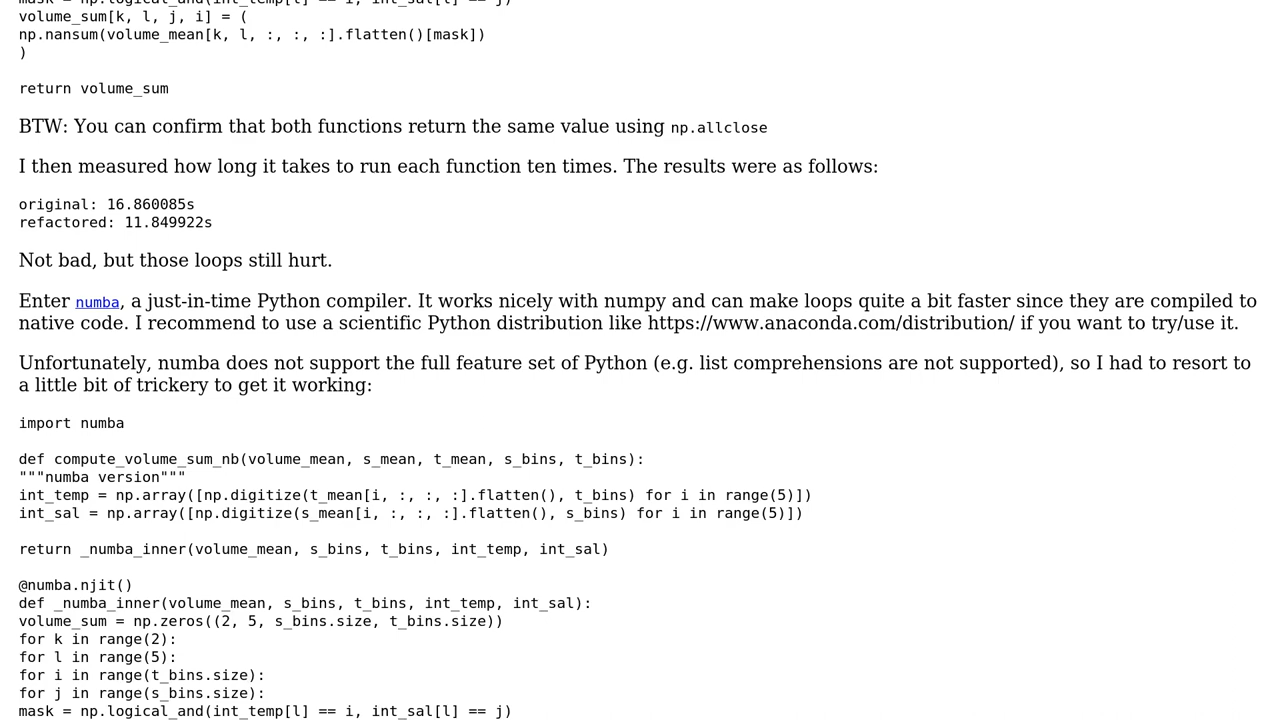 mask = np.logical_and(int_temp[l] == i, int_sal[l] == j)
volume_sum[k, l, j, i] = (
np.nansum(volume_mean[k, l, :, :, :].flatten()[mask])
)
return volume_sum
BTW: You can confirm that both functions return the same value using np.allclose
I then measured how long it takes to run each function ten times. The results were as follows:
original: 16.860085s
refactored: 11.849922s
Not bad, but those loops still hurt.
Enter numba, a just-in-time Python compiler. It works nicely with numpy and can make loops quite a bit faster since they are compiled to
native code. I recommend to use a scientific Python distribution like https://www.anaconda.com/distribution/ if you want to try/use it.
Unfortunately, numba does not support the full feature set of Python (e.g. list comprehensions are not supported), so I had to resort to
a little bit of trickery to get it working:
import numba
def compute_volume_sum_nb(volume_mean, s_mean, t_mean, s_bins, t_bins):
"""numba version"""
int_temp = np.array([np.digitize(t_mean[i, :, :, :].flatten(), t_bins) for i in range(5)])
int_sal = np.array([np.digitize(s_mean[i, :, :, :].flatten(), s_bins) for i in range(5)])
return _numba_inner(volume_mean, s_bins, t_bins, int_temp, int_sal)
@numba.njit()
def _numba_inner(volume_mean, s_bins, t_bins, int_temp, int_sal):
volume_sum = np.zeros((2, 5, s_bins.size, t_bins.size))
for k in range(2):
for l in range(5):
for i in range(t_bins.size):
for j in range(s_bins.size):
mask = np.logical_and(int_temp[l] == i, int_sal[l] == j)